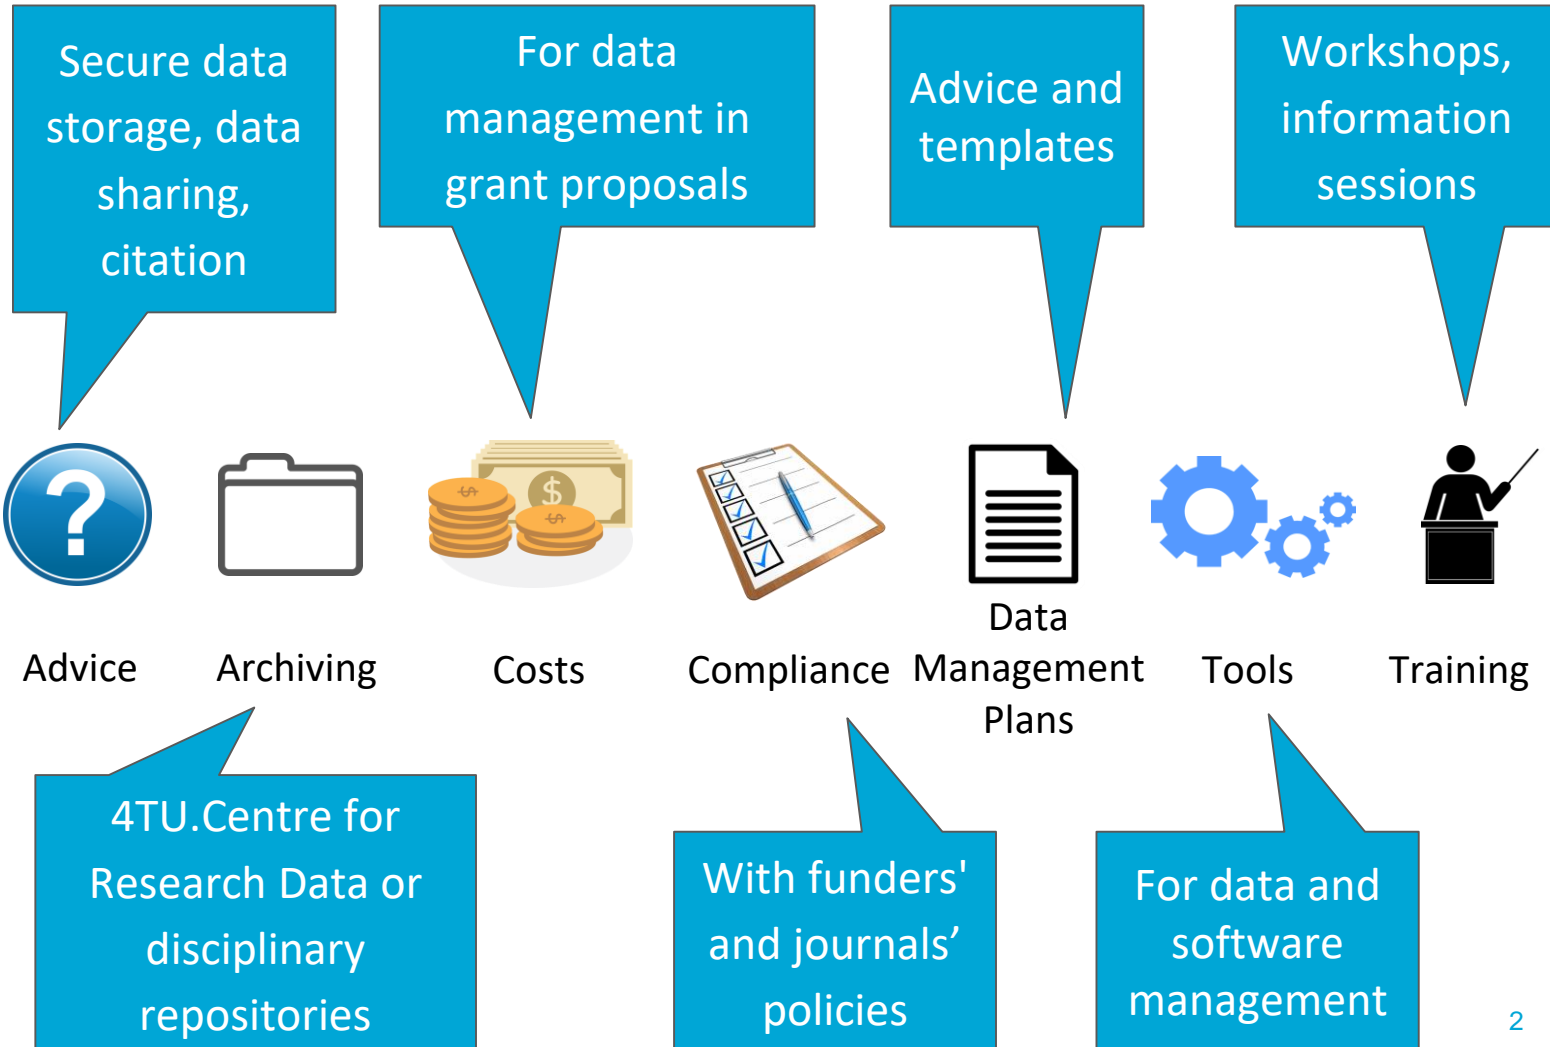 Secure data
storage, data
sharing,
citation
For data
management in
grant proposals
Advice and
templates
Workshops,
information
sessions
Advice
Archiving
Costs
Compliance
Data
Management
Plans
Tools
Training
4TU.Centre for
Research Data or
disciplinary
repositories
With funders'
and journals’
policies
For data and
software
management
2